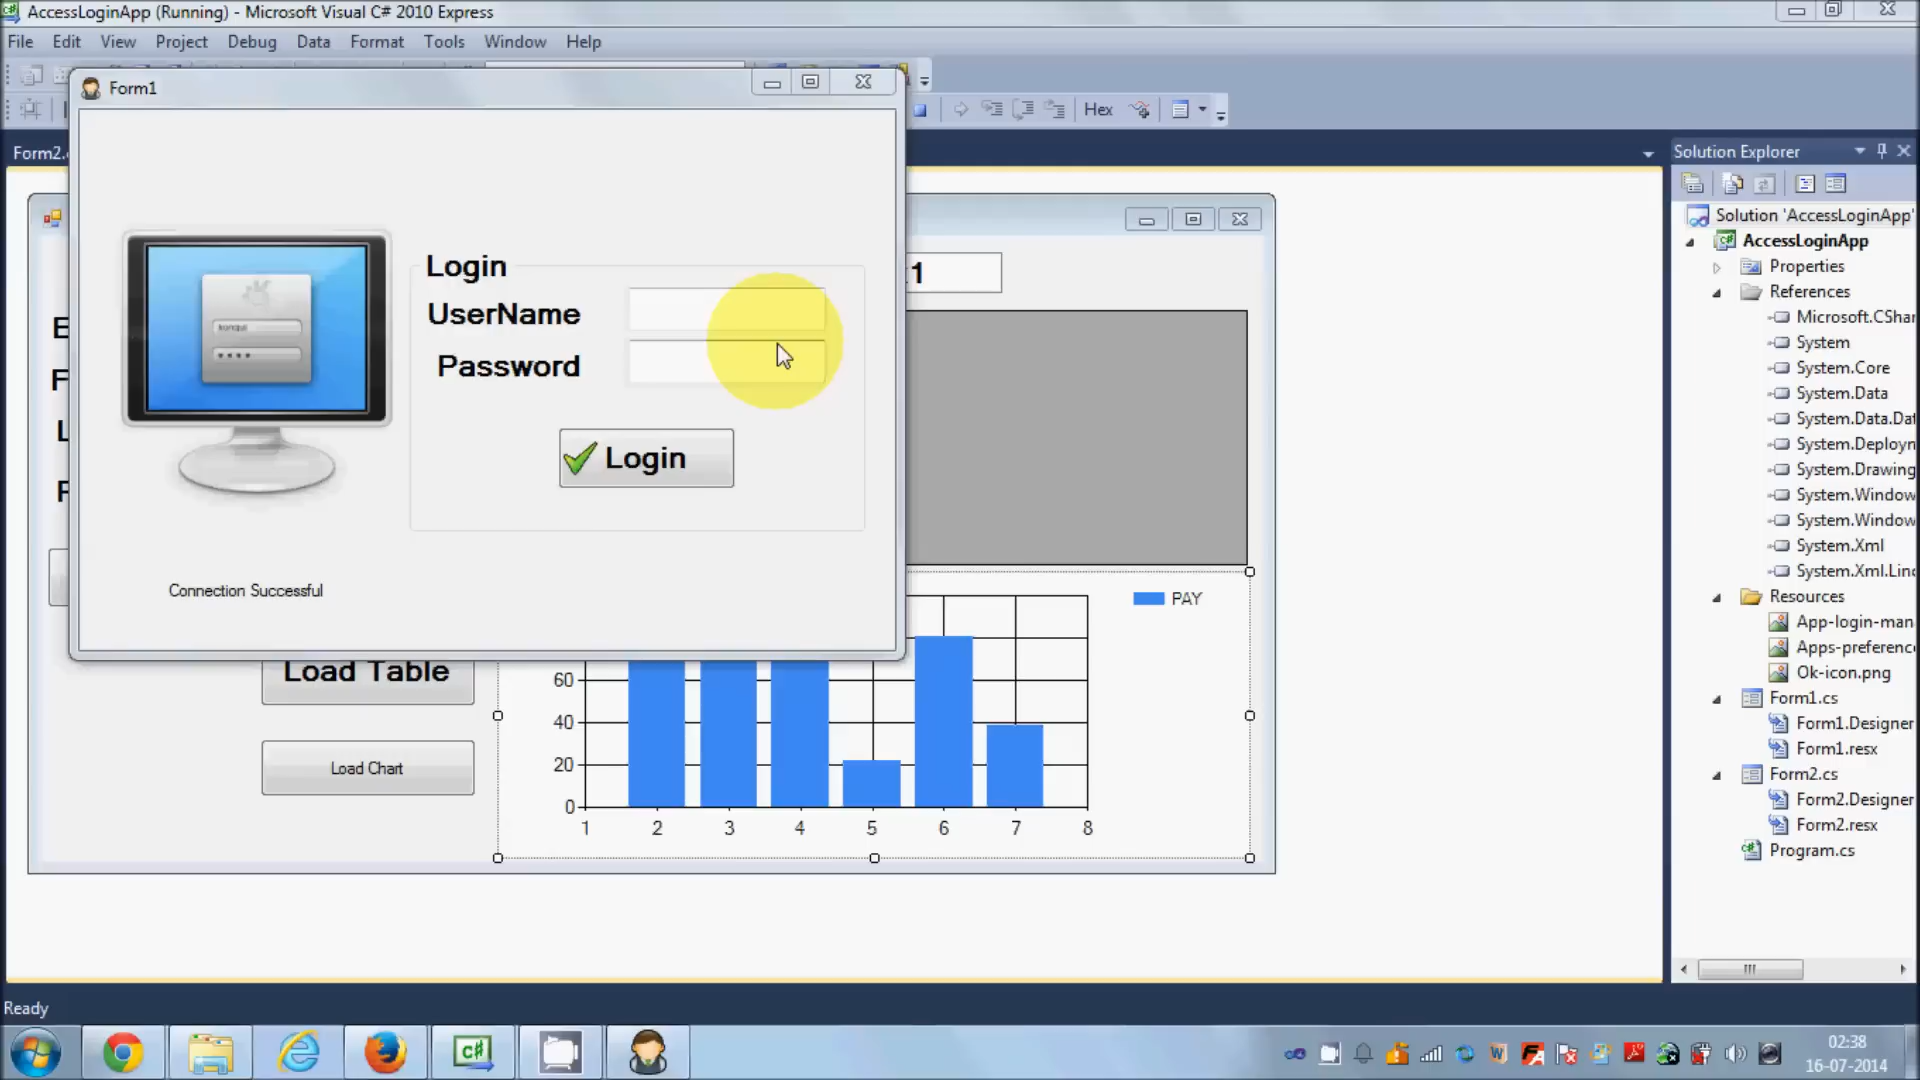 AccessLoginApp (Running) - Microsoft Visual C# 2010 Express
File Edit View Project Debug Data Format Tools Window Help
Form1
Hex
Form2.
Solution Explorer
Solution 'AccessLoginApp'
AccessLoginApp
Properties
References
Microsoft.CShar
System
System.Core
System.Data
System.Data.Dat
System.Deploym
System.Drawing
System.Window
System.Window
System.Xml
System.Xml.Linq
Resources
App-login-man
Apps-preference
Ok-icon.png
Form1.cs
Form1.Designer
Form1.resx
Form2.cs
Form2.Designer
Form2.resx
Program.cs
Login
UserName
Password
Login
Connection Successful
Load Table
Load Chart
PAY
60
40
20
0
1 2 3 4 5 6 7 8
Ready
02:38
16-07-2014